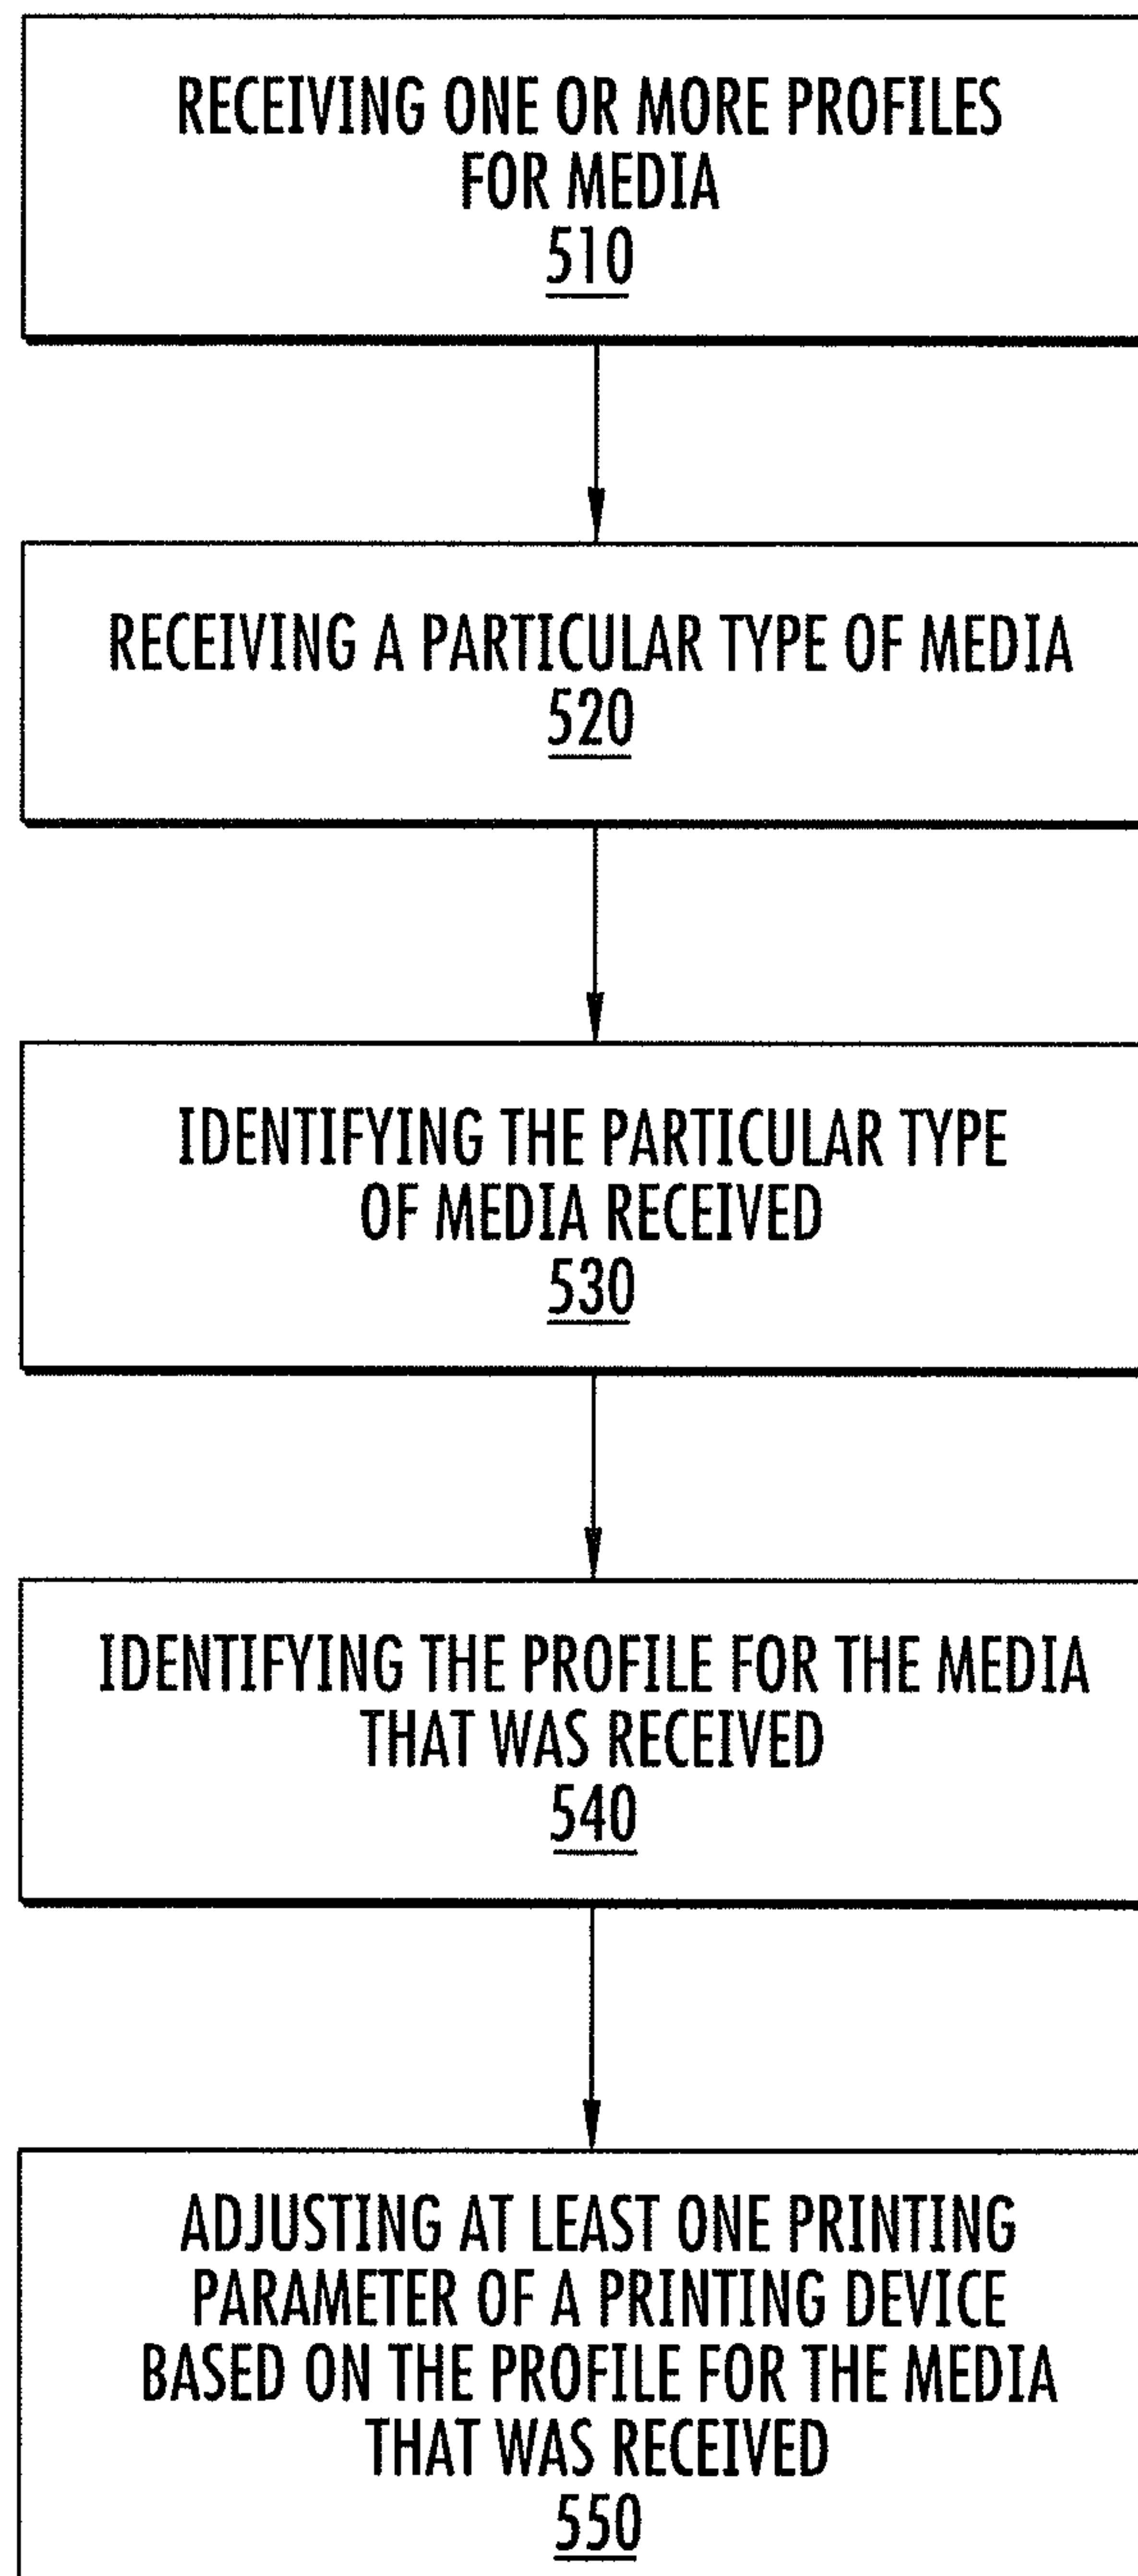 RECEIVING ONE OR MORE PROFILES
FOR MEDIA
510
RECEIVING A PARTICULAR TYPE OF MEDIA
520
IDENTIFYING THE PARTICULAR TYPE
OF MEDIA RECEIVED
530
IDENTIFYING THE PROFILE FOR THE MEDIA
THAT WAS RECEIVED
540
ADJUSTING AT LEAST ONE PRINTING
PARAMETER OF A PRINTING DEVICE
BASED ON THE PROFILE FOR THE MEDIA
THAT WAS RECEIVED
550